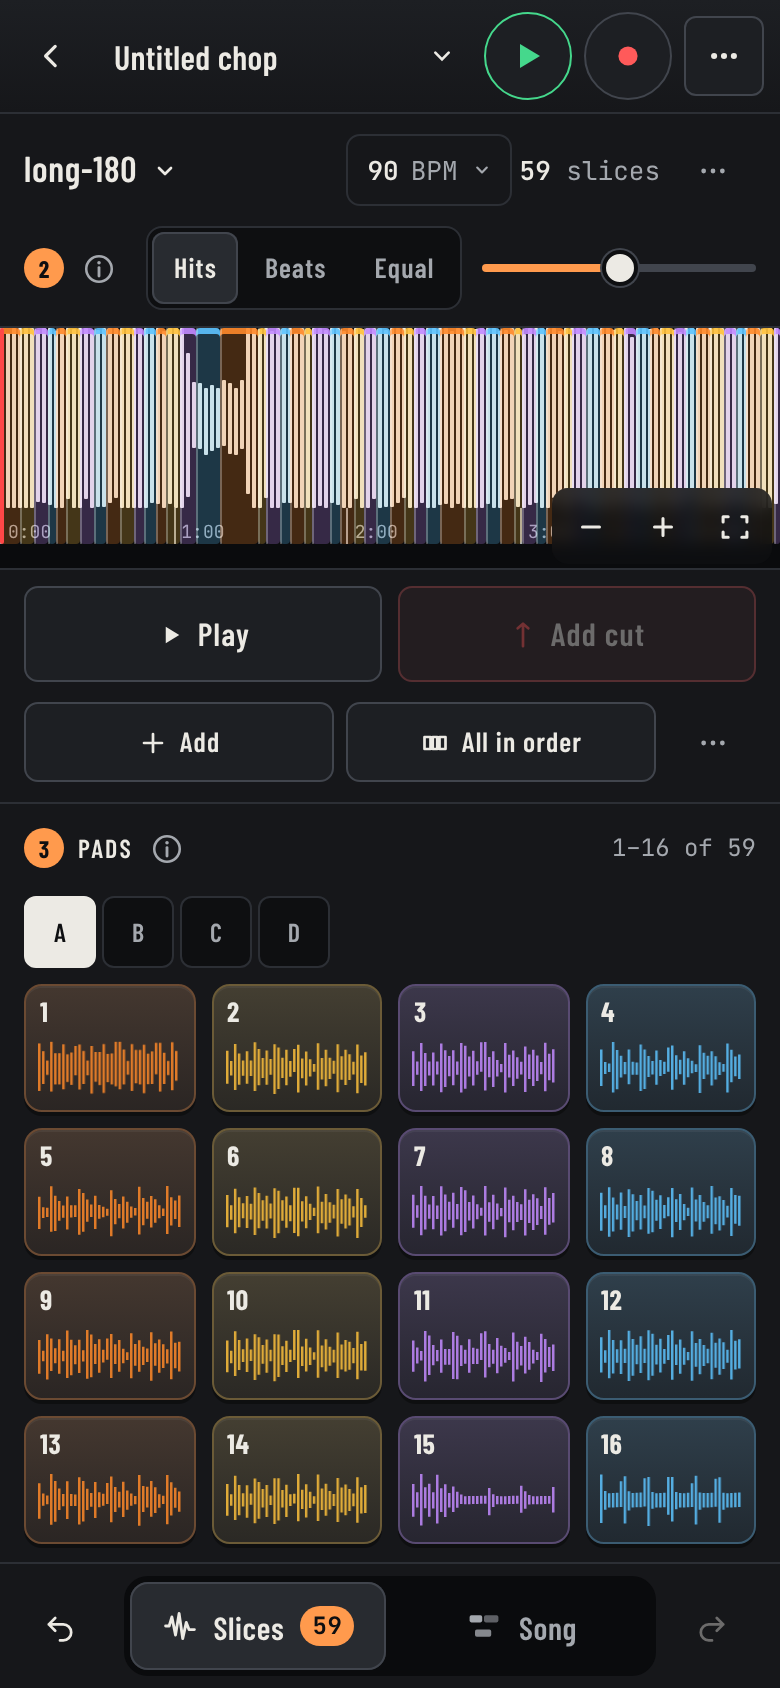 Untitled chop
long-180 90 BPM 59 slices
2 Hits Beats Equal
0:00 1:00 2:00 3:
Play Add cut
Add All in order
3 PADS 1–16 of 59
A B C D
1 2 3 4
5 6 7 8
9 10 11 12
13 14 15 16
Slices 59 Song